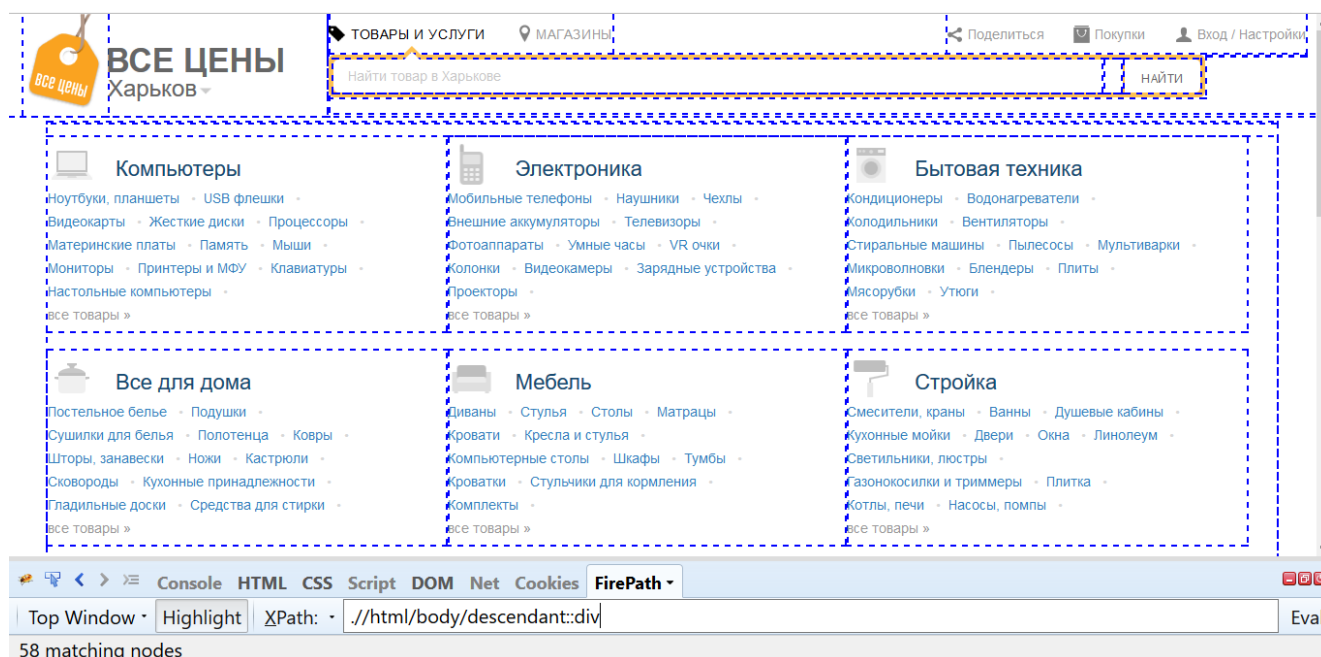 ТОВАРЫ И УСЛУГИ МАГАЗИНЫ Поделиться Покупки Вход / Настройки
ВСЕ ЦЕНЫ
ВСЕ ЦЕНЫ
Харьков
Найти товар в Харькове НАЙТИ
Компьютеры
Ноутбуки, планшеты • USB флешки •
Видеокарты • Жесткие диски • Процессоры •
Материнские платы • Память • Мыши •
Мониторы • Принтеры и МФУ • Клавиатуры •
Настольные компьютеры •
все товары »
Электроника
Мобильные телефоны • Наушники • Чехлы •
Внешние аккумуляторы • Телевизоры •
Фотоаппараты • Умные часы • VR очки •
Колонки • Видеокамеры • Зарядные устройства •
Проекторы •
все товары »
Бытовая техника
Кондиционеры • Водонагреватели •
Холодильники • Вентиляторы •
Стиральные машины • Пылесосы • Мультиварки •
Микроволновки • Блендеры • Плиты •
Мясорубки • Утюги •
все товары »
Все для дома
Постельное белье • Подушки •
Сушилки для белья • Полотенца • Ковры •
Шторы, занавески • Ножи • Кастрюли •
Сковороды • Кухонные принадлежности •
Гладильные доски • Средства для стирки •
все товары »
Мебель
Диваны • Стулья • Столы • Матрацы •
Кровати • Кресла и стулья •
Компьютерные столы • Шкафы • Тумбы •
Кроватки • Стульчики для кормления •
Комплекты •
все товары »
Стройка
Смесители, краны • Ванны • Душевые кабины •
Кухонные мойки • Двери • Окна • Линолеум •
Светильники, люстры •
Газонокосилки и триммеры • Плитка •
Котлы, печи • Насосы, помпы •
все товары »
Console HTML CSS Script DOM Net Cookies FirePath
Top Window Highlight XPath: .//html/body/descendant::div Eval
58 matching nodes